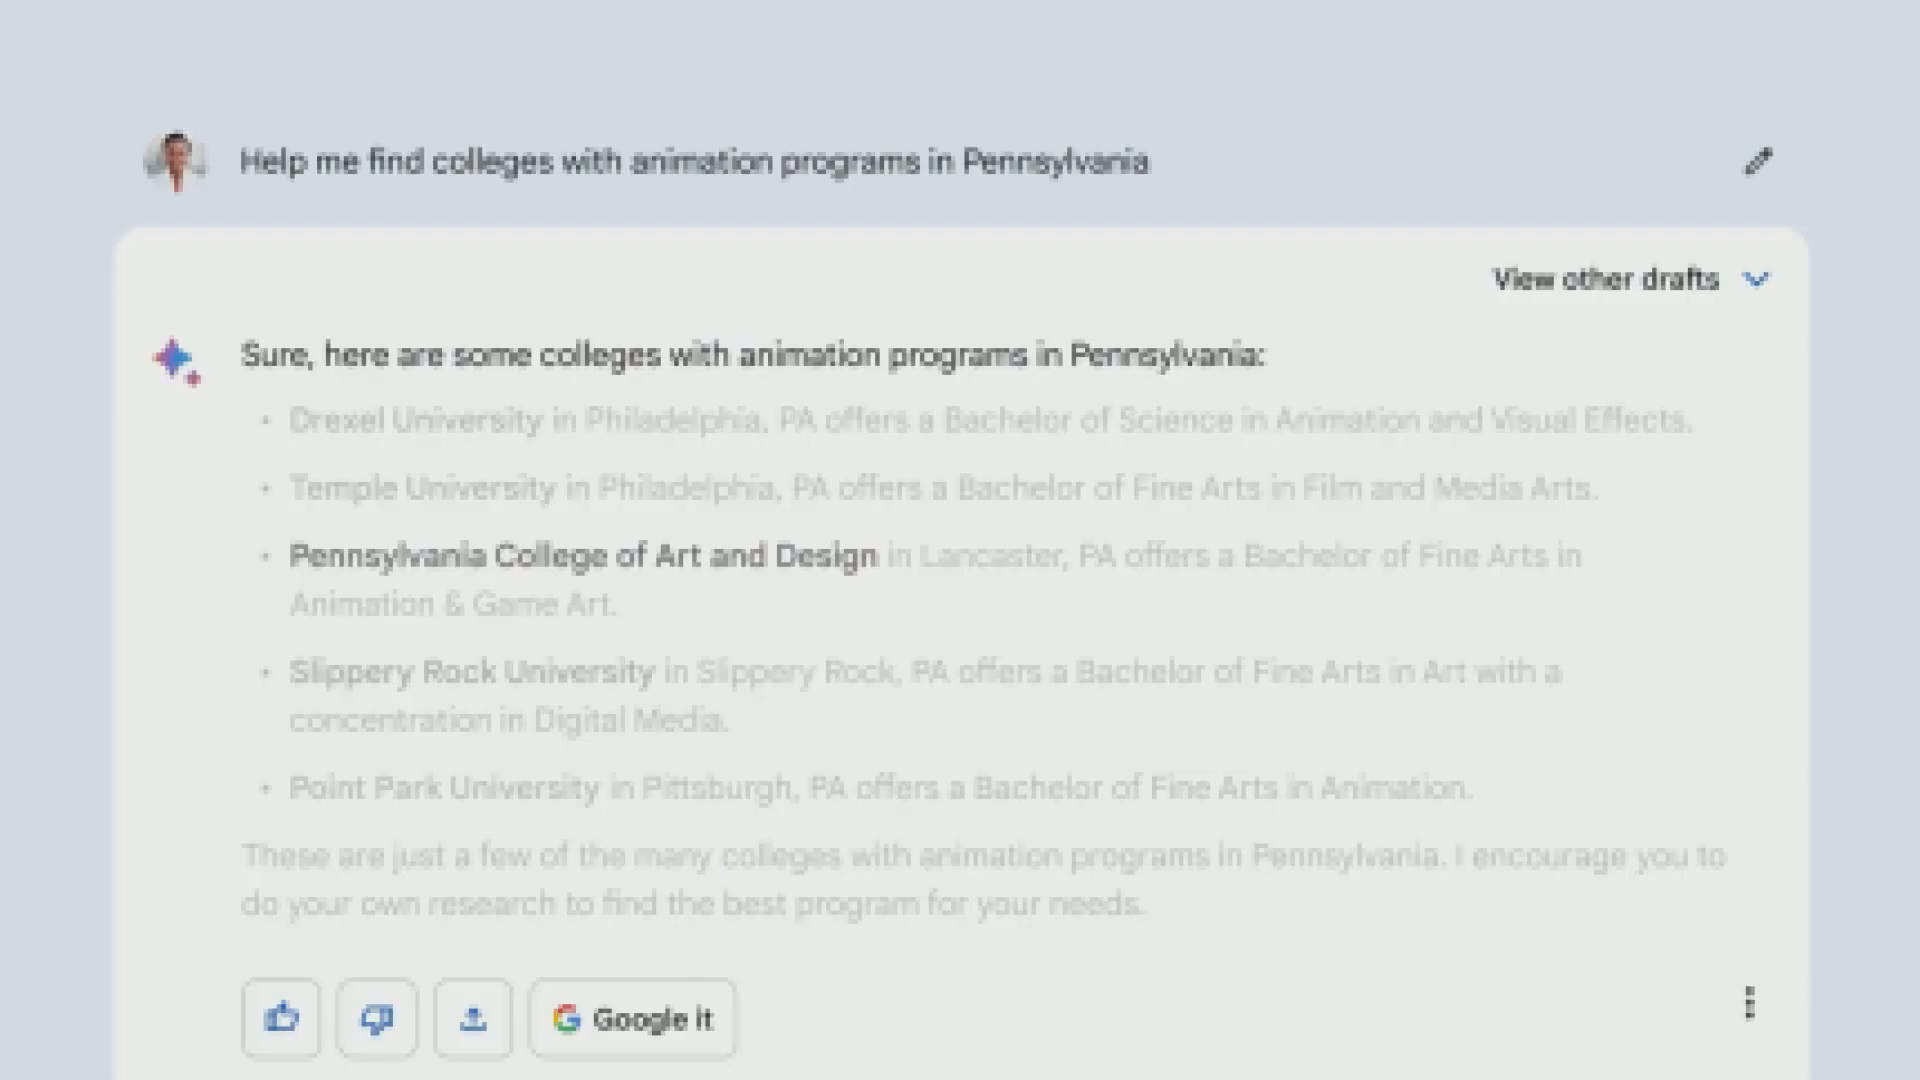 Help me find colleges with animation programs in Pennsylvania
View other drafts
Sure, here are some colleges with animation programs in Pennsylvania:
• Drexel University in Philadelphia, PA offers a Bachelor of Science in Animation and Visual Effects.
• Temple University in Philadelphia, PA offers a Bachelor of Fine Arts in Film and Media Arts.
• Pennsylvania College of Art and Design in Lancaster, PA offers a Bachelor of Fine Arts in
Animation & Game Art.
• Slippery Rock University in Slippery Rock, PA offers a Bachelor of Fine Arts in Art with a
concentration in Digital Media.
• Point Park University in Pittsburgh, PA offers a Bachelor of Fine Arts in Animation.
These are just a few of the many colleges with animation programs in Pennsylvania. I encourage you to
do your own research to find the best program for your needs.
Google it